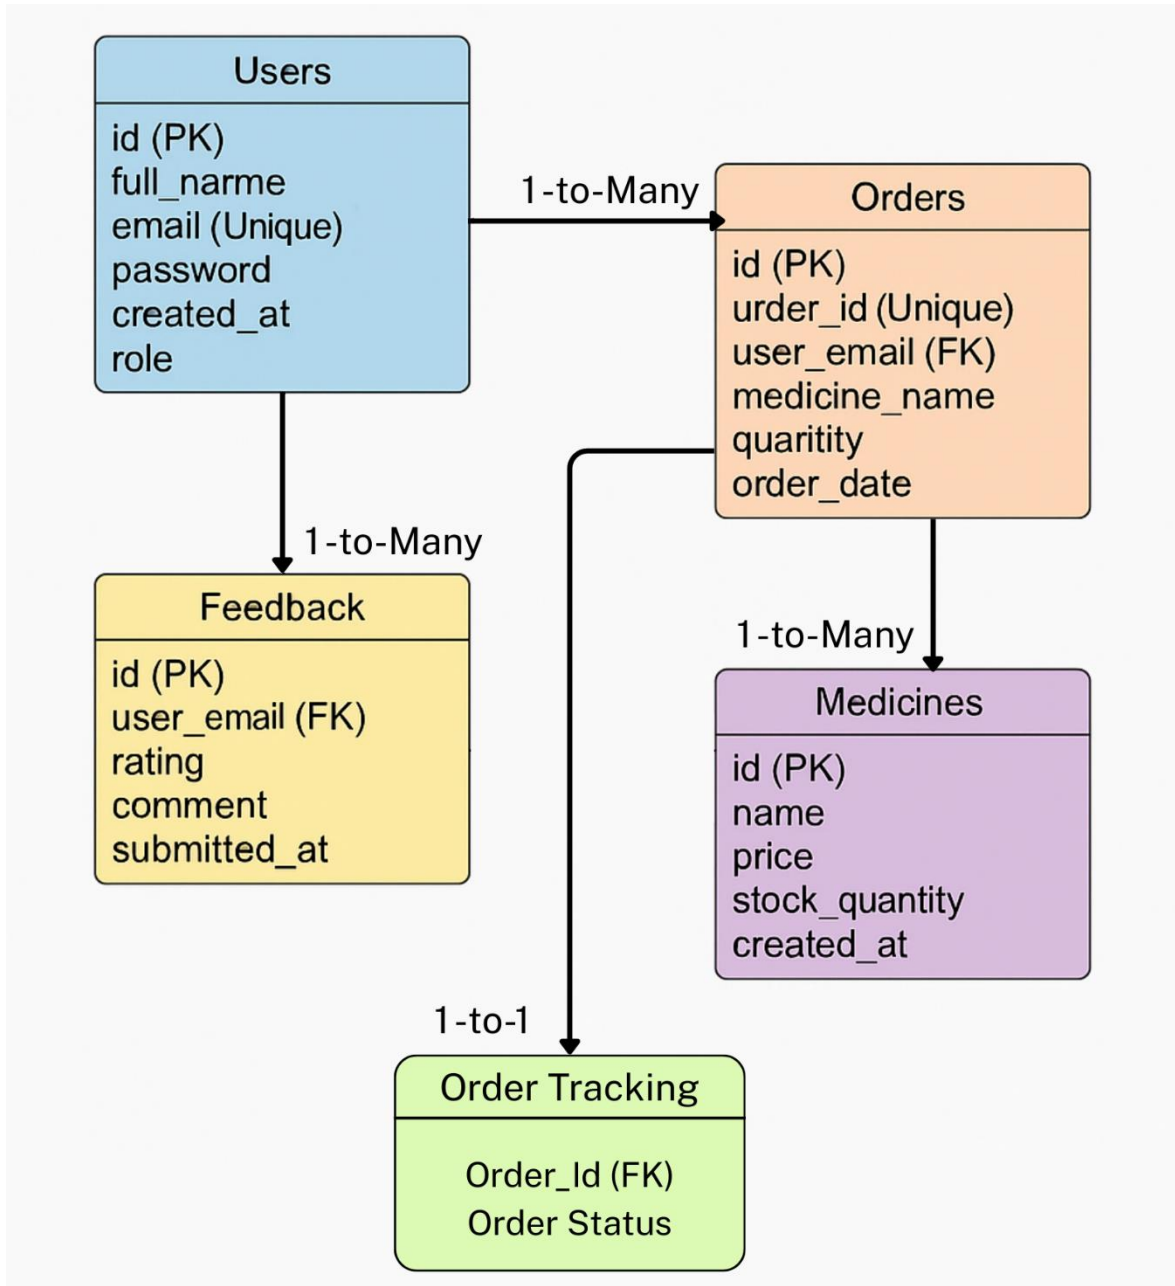 Users
id (PK)
full_narme
email (Unique)
password
created_at
role
1-to-Many
Orders
id (PK)
urder_id (Unique)
user_email (FK)
medicine_name
quaritity
order_date
1-to-Many
Feedback
id (PK)
user_email (FK)
rating
comment
submitted_at
1-to-Many
Medicines
id (PK)
name
price
stock_quantity
created_at
1-to-1
Order Tracking
Order_Id (FK)
Order Status